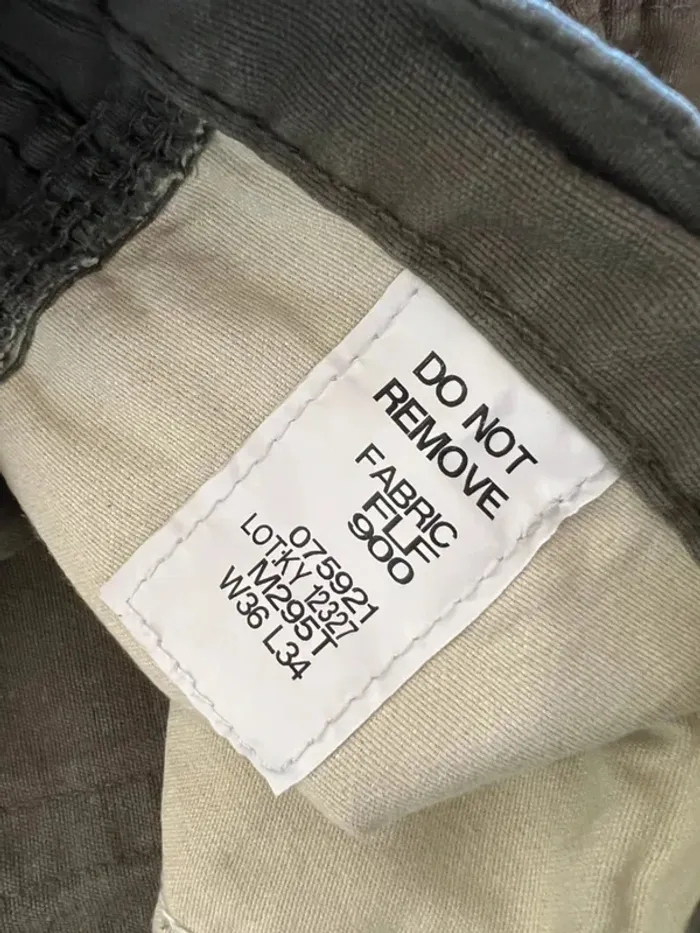 DO NOT
REMOVE
FABRIC
FLF
900
075921
LOT:KY 12327
M295T
W36 L34